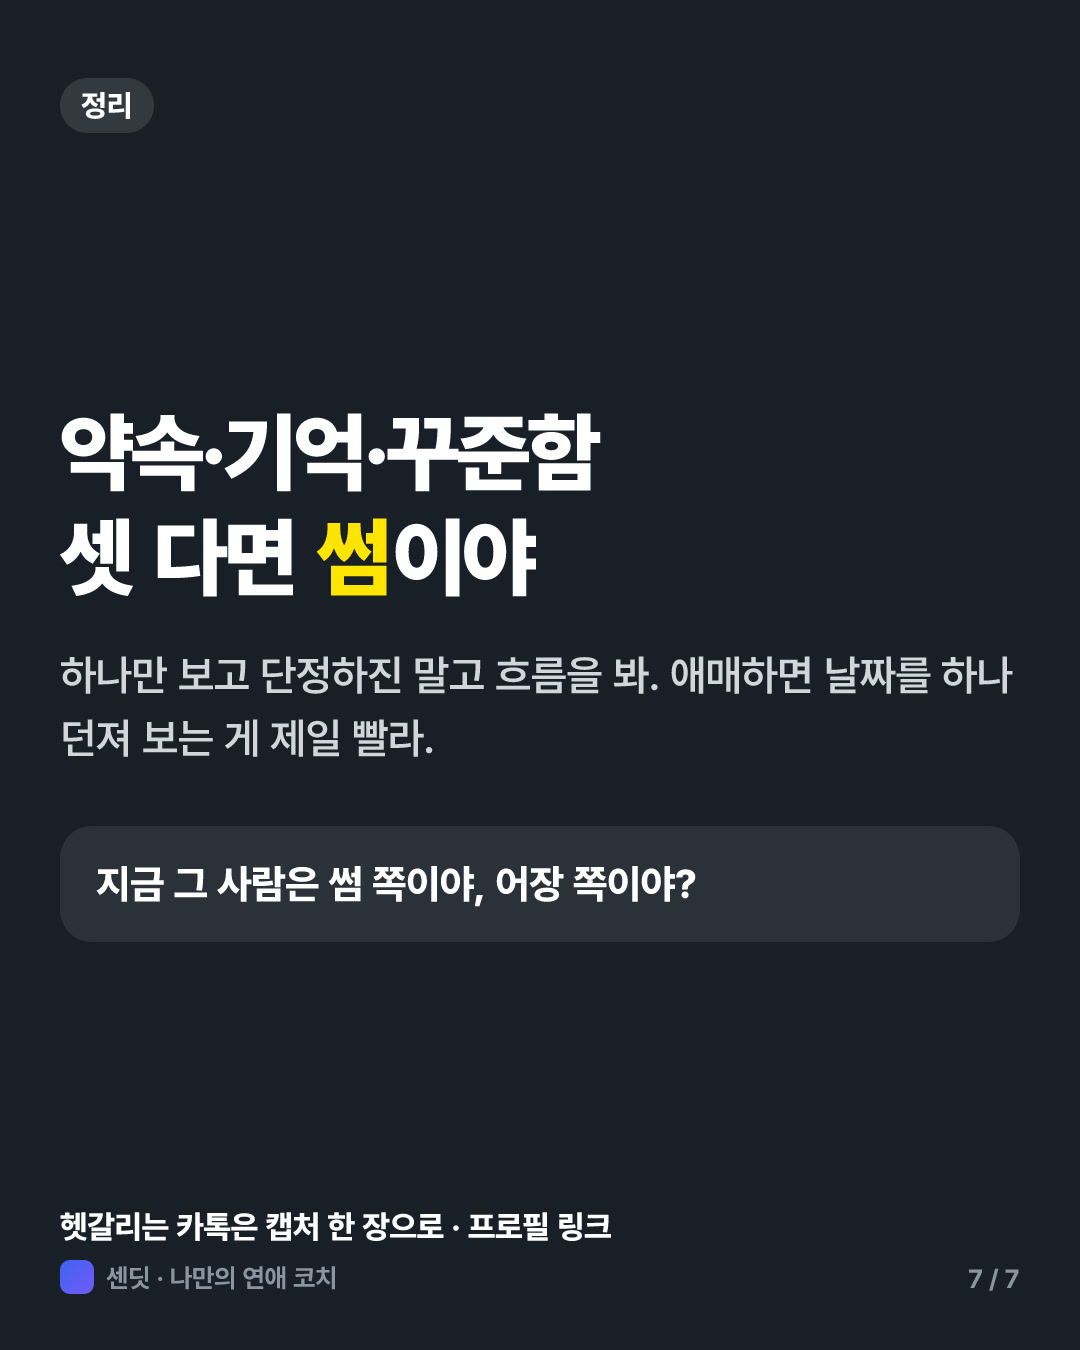 정리
약속·기억·꾸준함
셋 다면 썸이야
하나만 보고 단정하진 말고 흐름을 봐. 애매하면 날짜를 하나
던져 보는 게 제일 빨라.
지금 그 사람은 썸 쪽이야, 어장 쪽이야?
헷갈리는 카톡은 캡처 한 장으로 · 프로필 링크
센딧 · 나만의 연애 코치
7 / 7